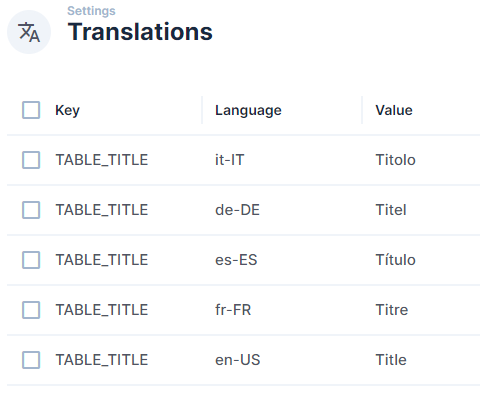 Settings
Translations
Key Language Value
TABLE_TITLE it-IT Titolo
TABLE_TITLE de-DE Titel
TABLE_TITLE es-ES Título
TABLE_TITLE fr-FR Titre
TABLE_TITLE en-US Title